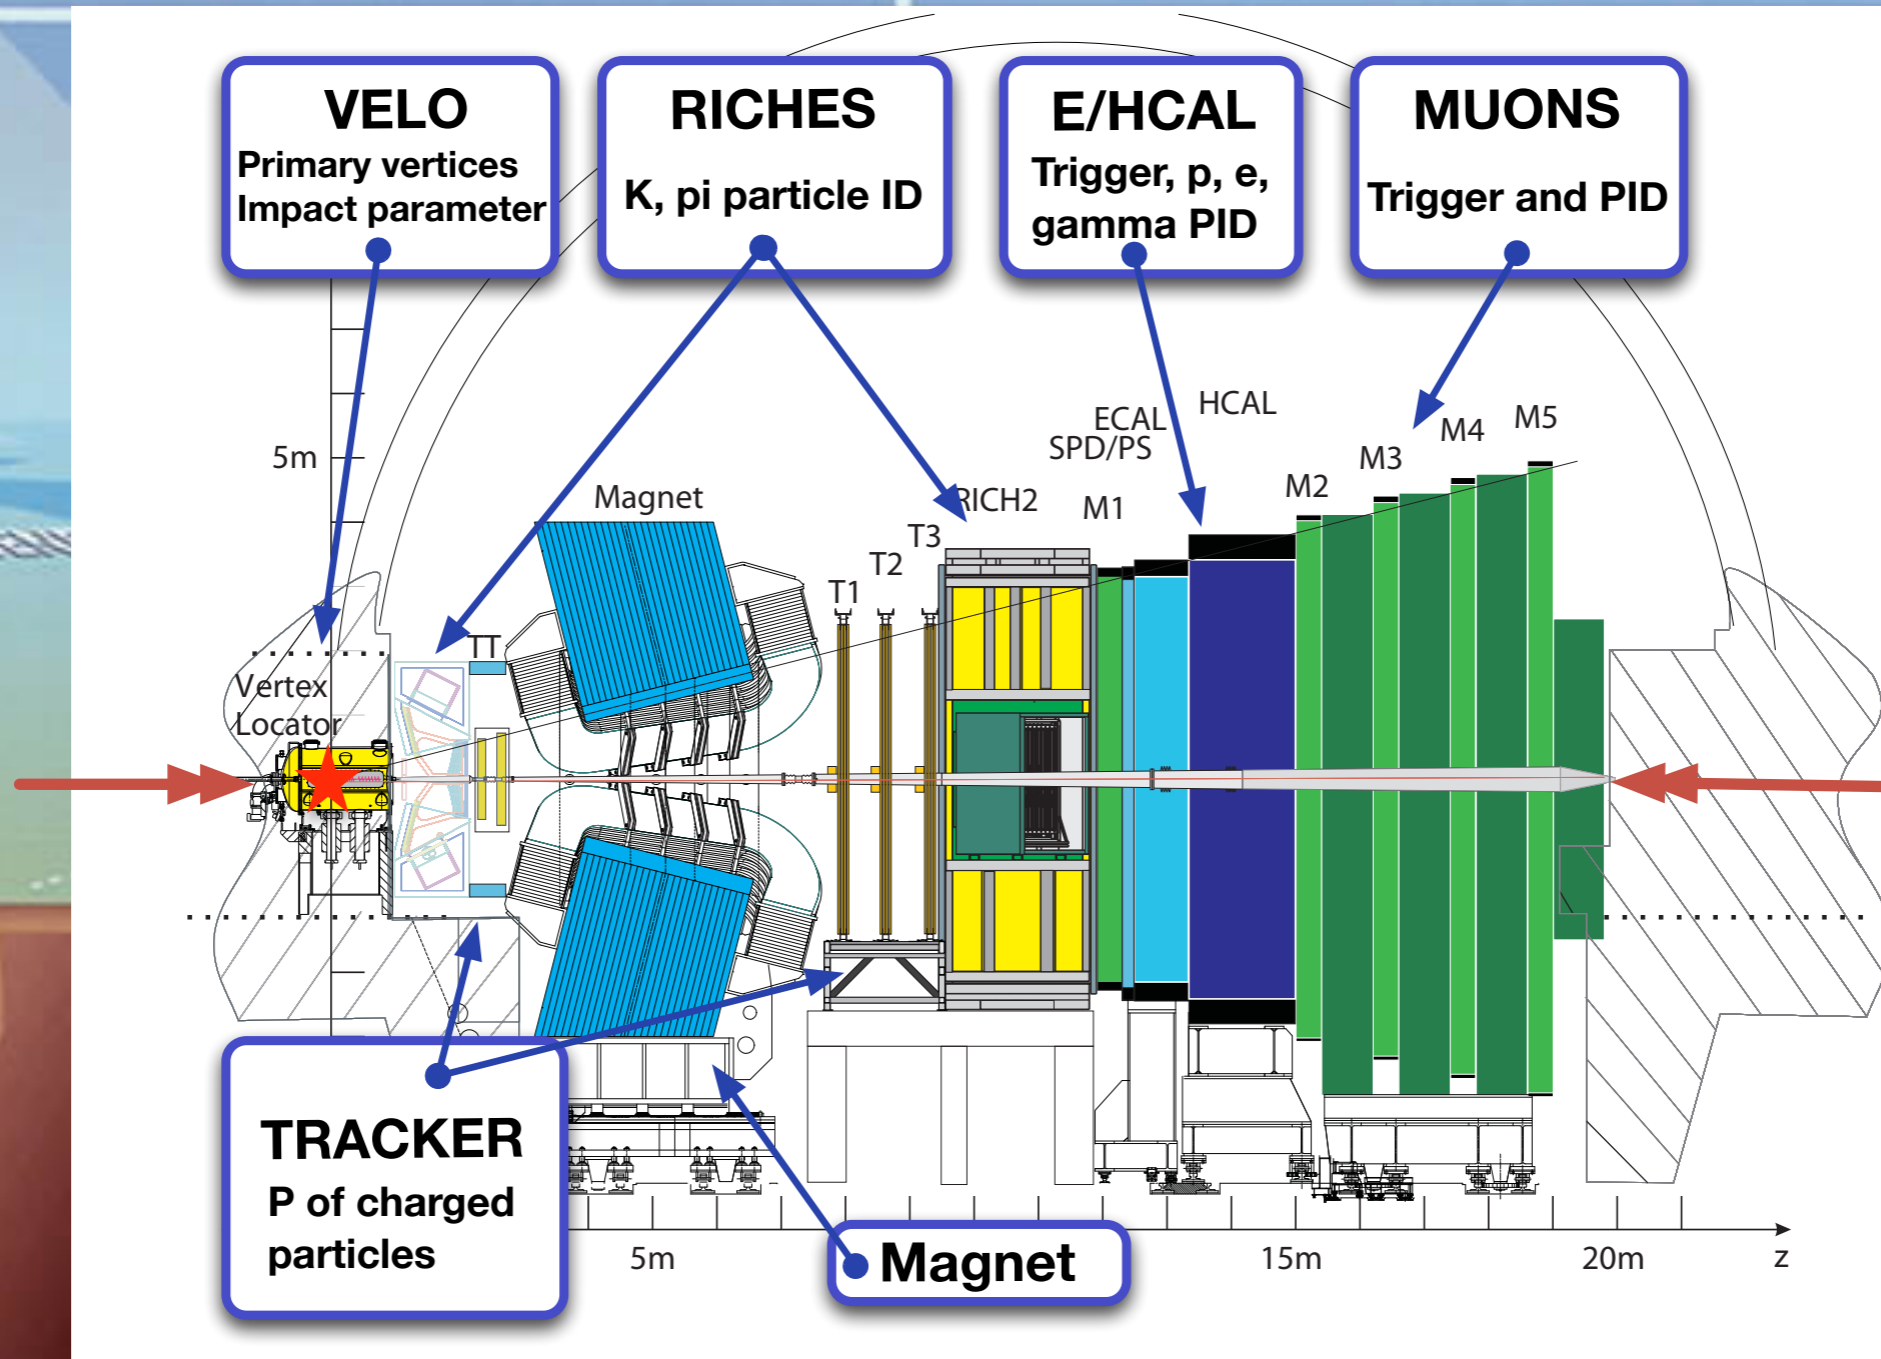 VELO
Primary vertices
Impact parameter
RICHES
K, pi particle ID
E/HCAL
Trigger, p, e,
gamma PID
MUONS
Trigger and PID
5m
Magnet
Vertex
Locator
TT
T1
T2
T3
RICH2
M1
SPD/PS
ECAL
HCAL
M2
M3
M4
M5
TRACKER
P of charged
particles
Magnet
5m
15m
20m
z